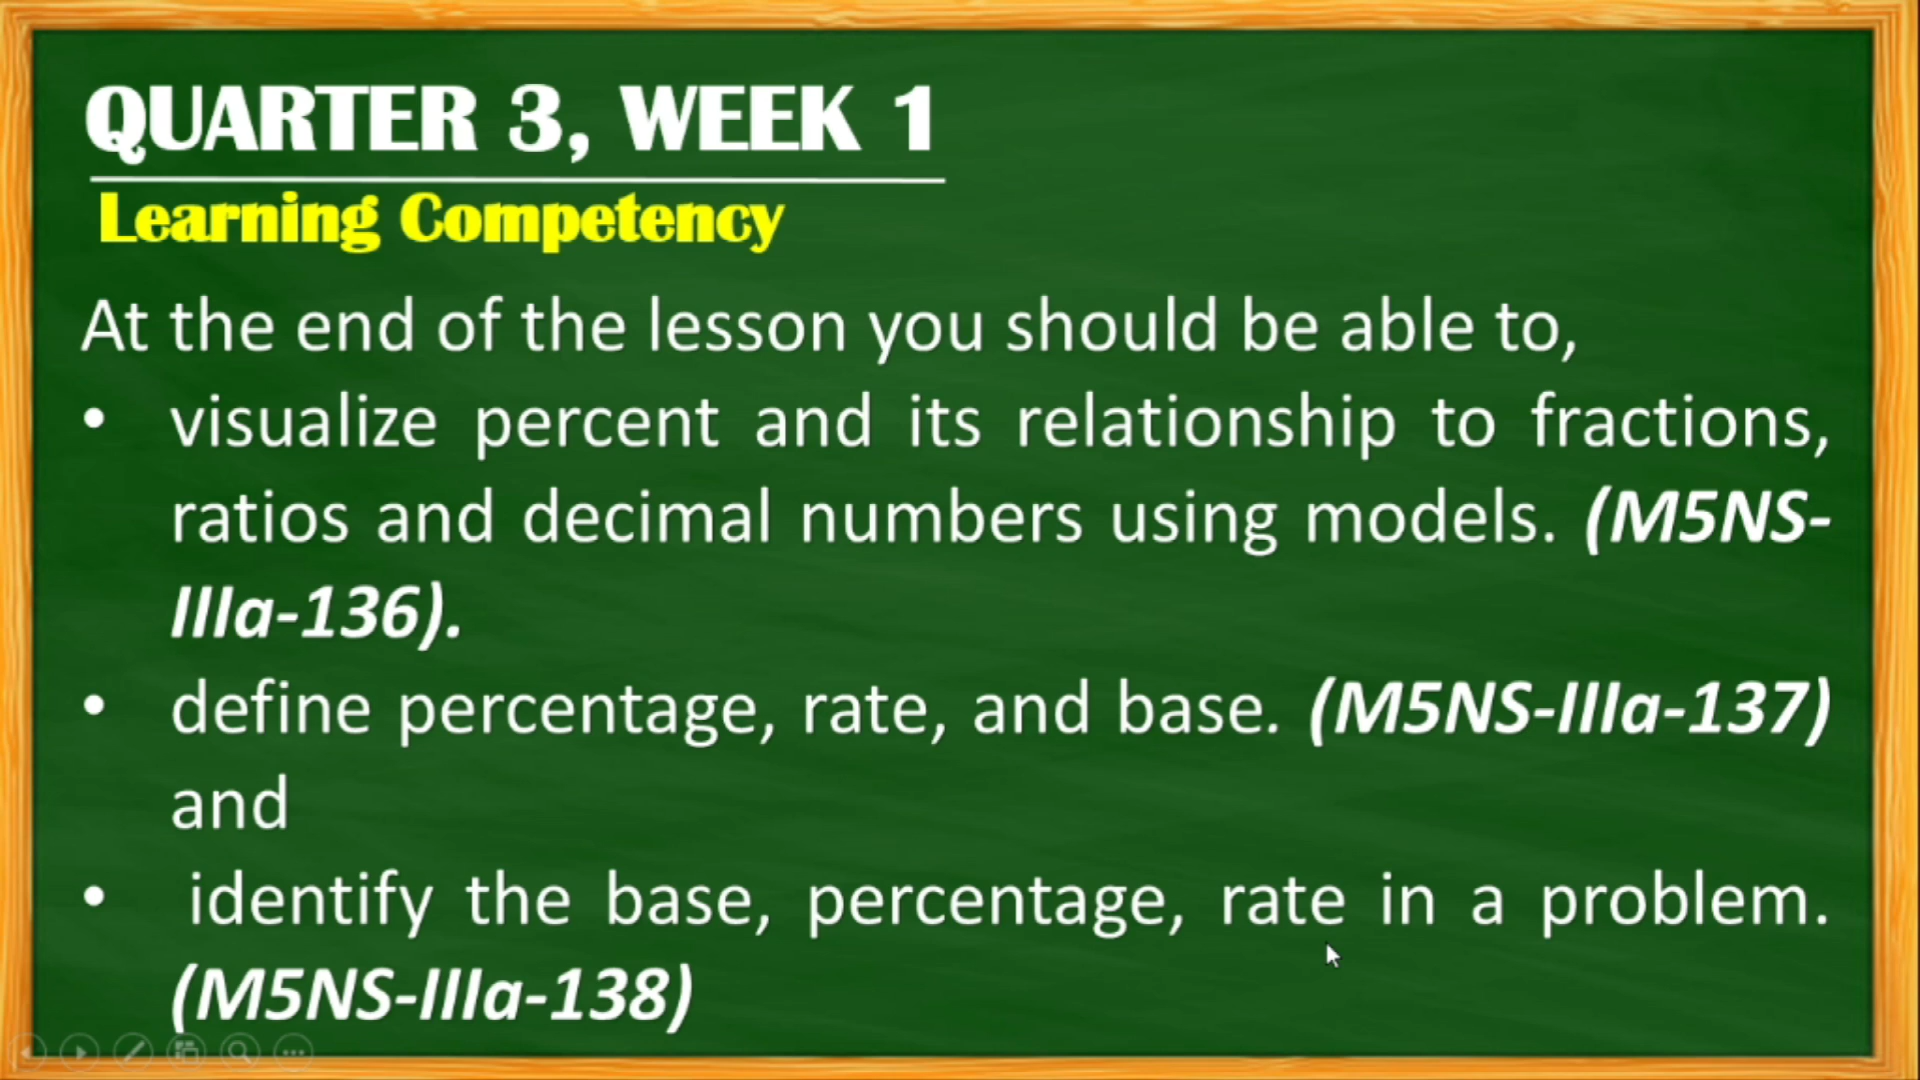 QUARTER 3, WEEK 1
Learning Competency
At the end of the lesson you should be able to,
• visualize percent and its relationship to fractions,
ratios and decimal numbers using models. (M5NS-
IIIa-136).
• define percentage, rate, and base. (M5NS-IIIa-137)
and
• identify the base, percentage, rate in a problem.
(M5NS-IIIa-138)